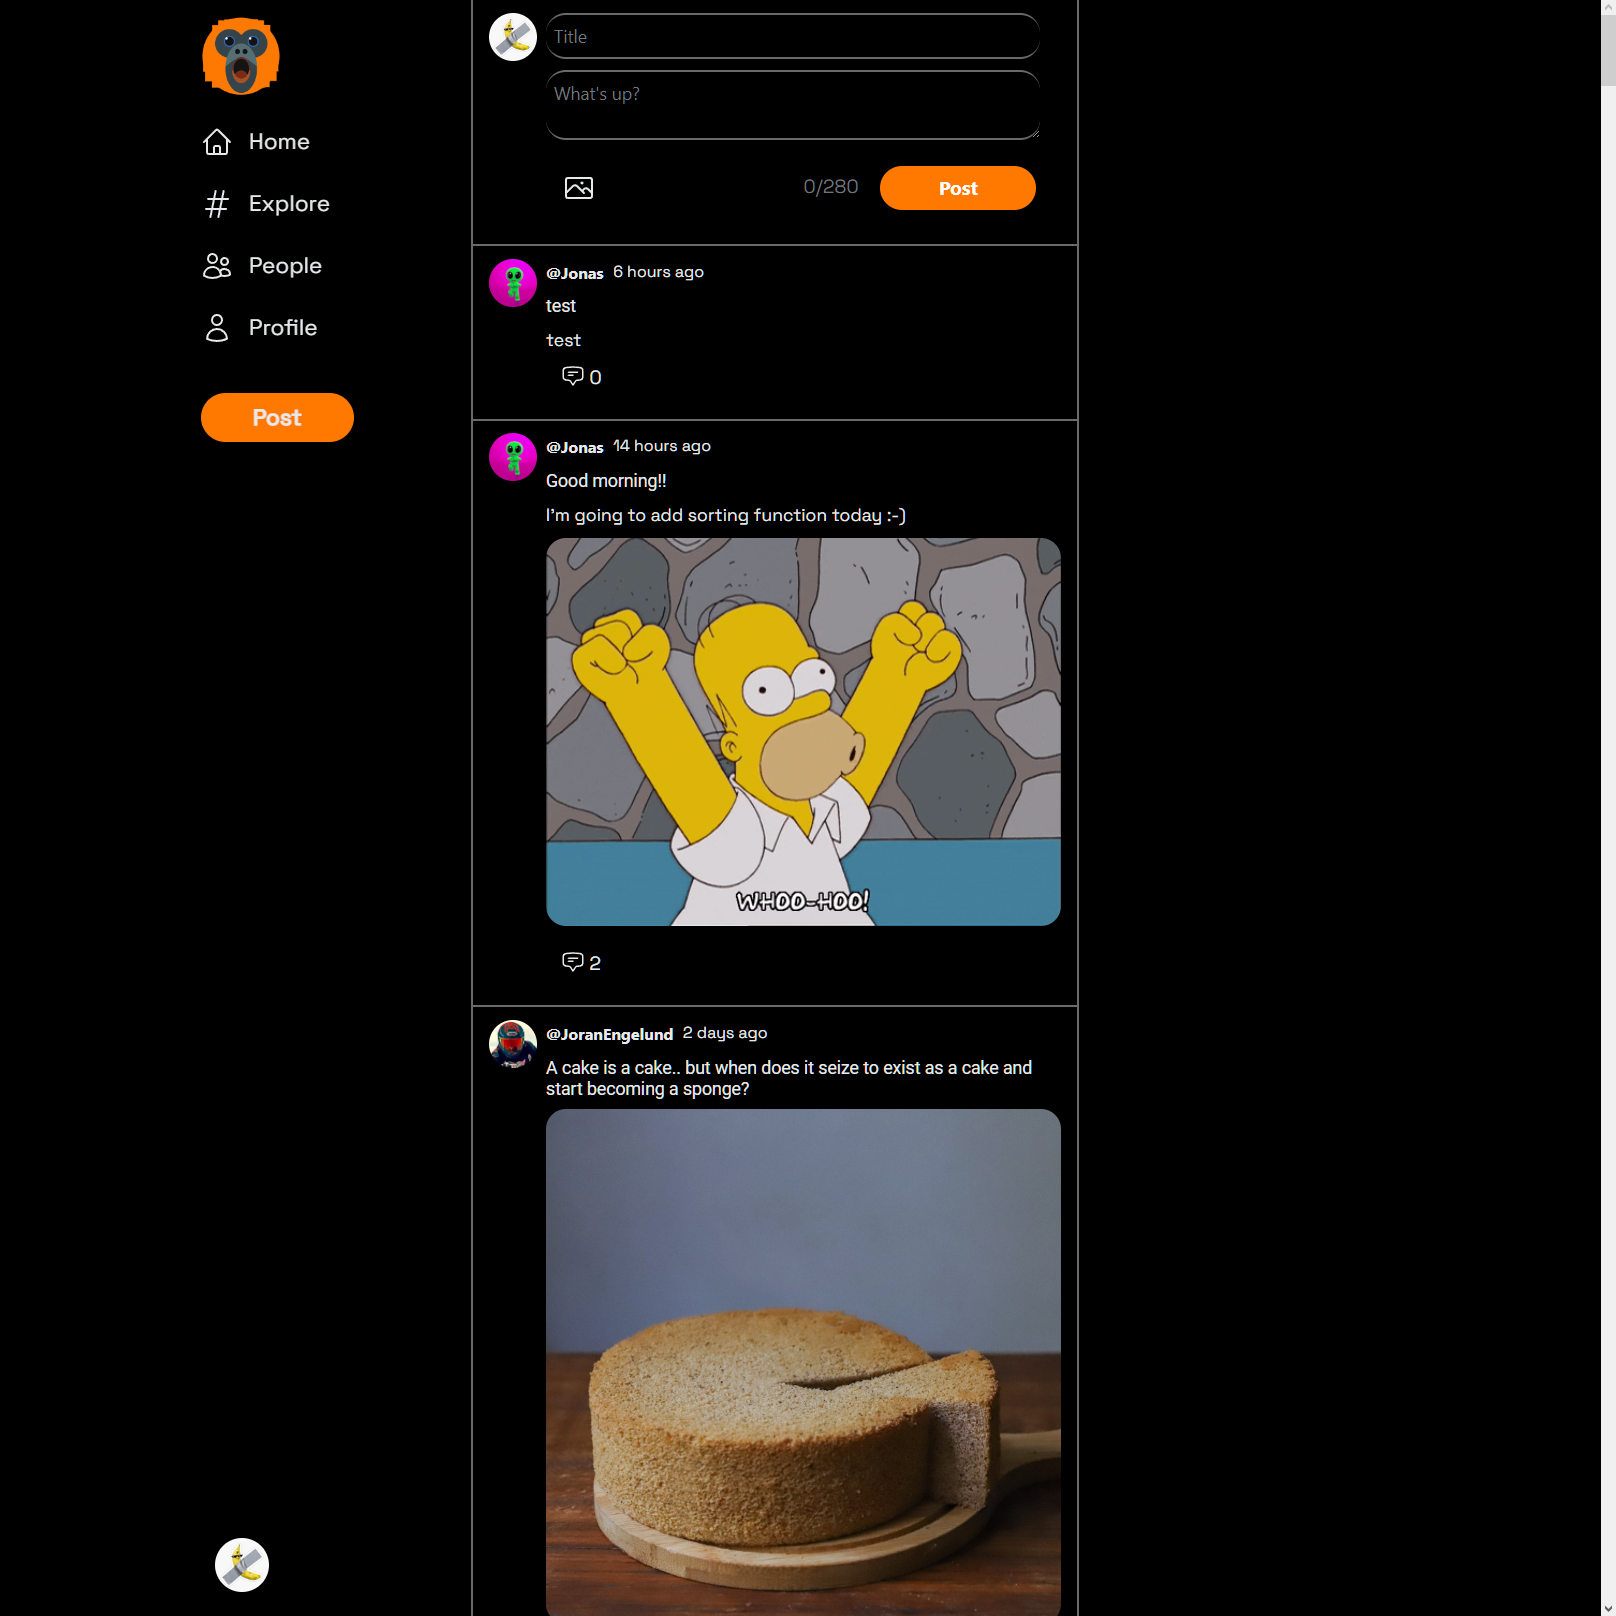 Home
Explore
People
Profile
Post
Title
What's up?
0/280
Post
@Jonas 6 hours ago
test
test
0
@Jonas 14 hours ago
Good morning!!
I'm going to add sorting function today :-)
WHOO-HOO!
2
@JoranEngelund 2 days ago
A cake is a cake.. but when does it seize to exist as a cake and
start becoming a sponge?